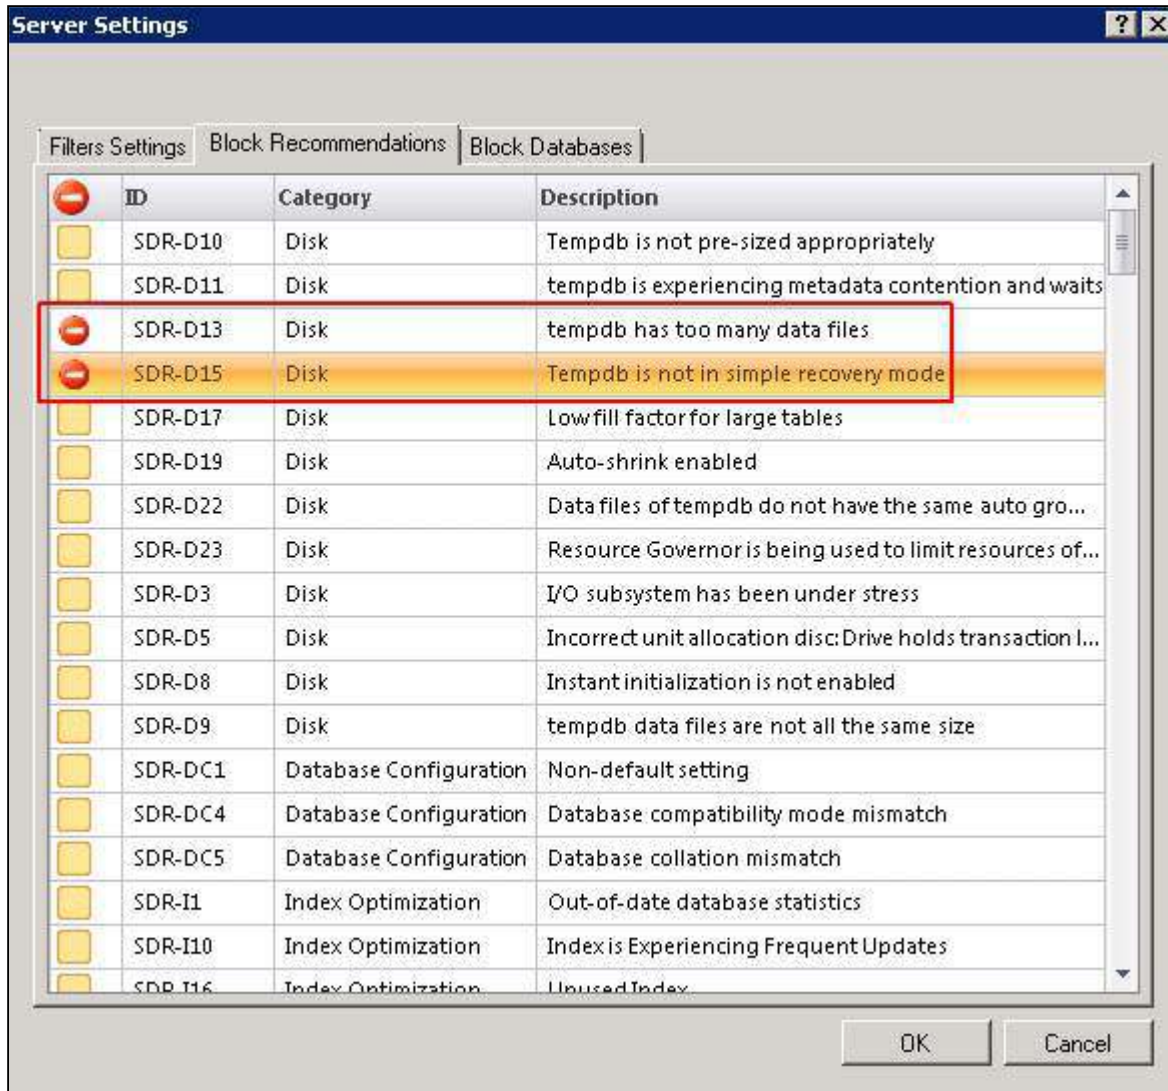 Server Settings
Filters Settings Block Recommendations Block Databases
ID Category Description
SDR-D10 Disk Tempdb is not pre-sized appropriately
SDR-D11 Disk tempdb is experiencing metadata contention and waits
SDR-D13 Disk tempdb has too many data files
SDR-D15 Disk Tempdb is not in simple recovery mode
SDR-D17 Disk Low fill factor for large tables
SDR-D19 Disk Auto-shrink enabled
SDR-D22 Disk Data files of tempdb do not have the same auto gro...
SDR-D23 Disk Resource Governor is being used to limit resources of...
SDR-D3 Disk I/O subsystem has been under stress
SDR-D5 Disk Incorrect unit allocation disc: Drive holds transaction l...
SDR-D8 Disk Instant initialization is not enabled
SDR-D9 Disk tempdb data files are not all the same size
SDR-DC1 Database Configuration Non-default setting
SDR-DC4 Database Configuration Database compatibility mode mismatch
SDR-DC5 Database Configuration Database collation mismatch
SDR-I1 Index Optimization Out-of-date database statistics
SDR-I10 Index Optimization Index is Experiencing Frequent Updates
SDR-I16 Index Optimization Unused Index
OK Cancel